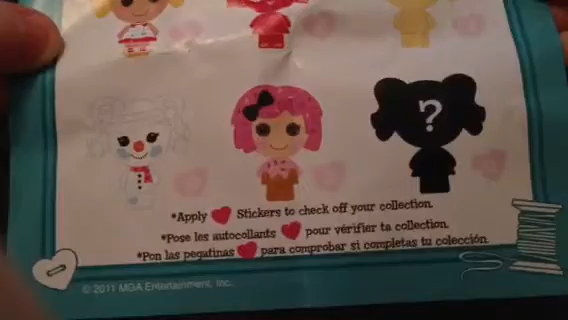 ?
*Apply Stickers to check off your collection.
*Pose les autocollants pour vérifier ta collection.
*Pon las pegatinas para comprobar si completas tu colección.
© 2011 MGA Entertainment, Inc.